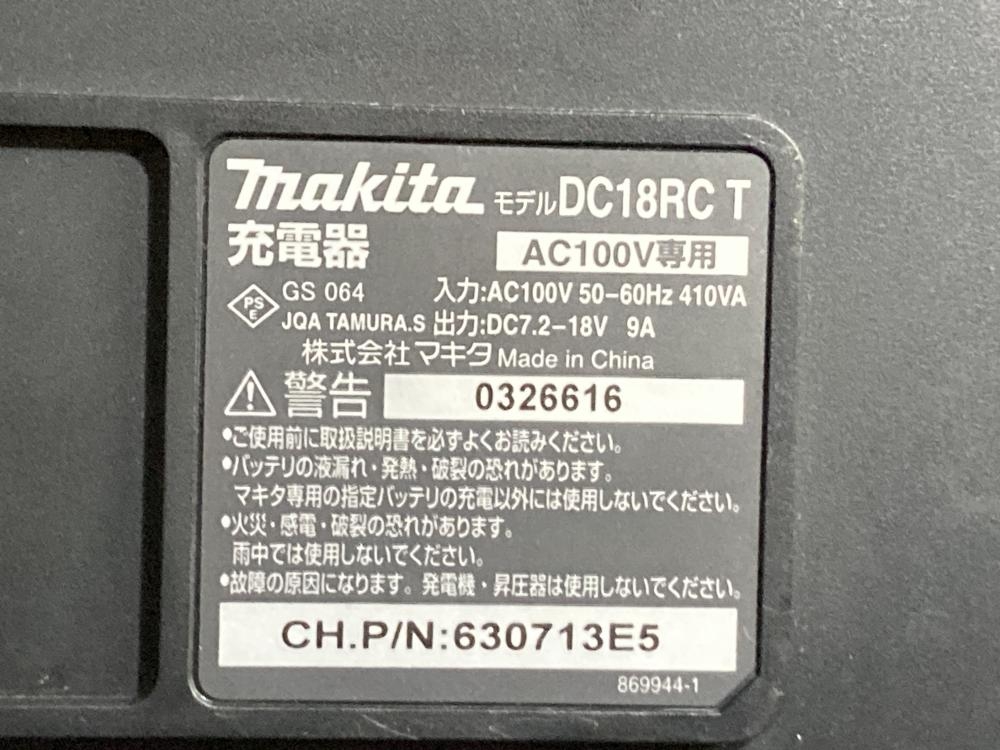 makita モデルDC18RC T
充電器 AC100V専用
PSE GS 064 入力:AC100V 50-60Hz 410VA
JQA TAMURA.S 出力:DC7.2-18V 9A
株式会社マキタ Made in China
警告 0326616
●ご使用前に取扱説明書を必ずよくお読みください。
●バッテリの液漏れ・発熱・破裂の恐れがあります。
マキタ専用の指定バッテリの充電以外には使用しないでください。
●火災・感電・破裂の恐れがあります。
雨中では使用しないでください。
●故障の原因になります。発電機・昇圧器は使用しないでください。
CH.P/N:630713E5
869944-1